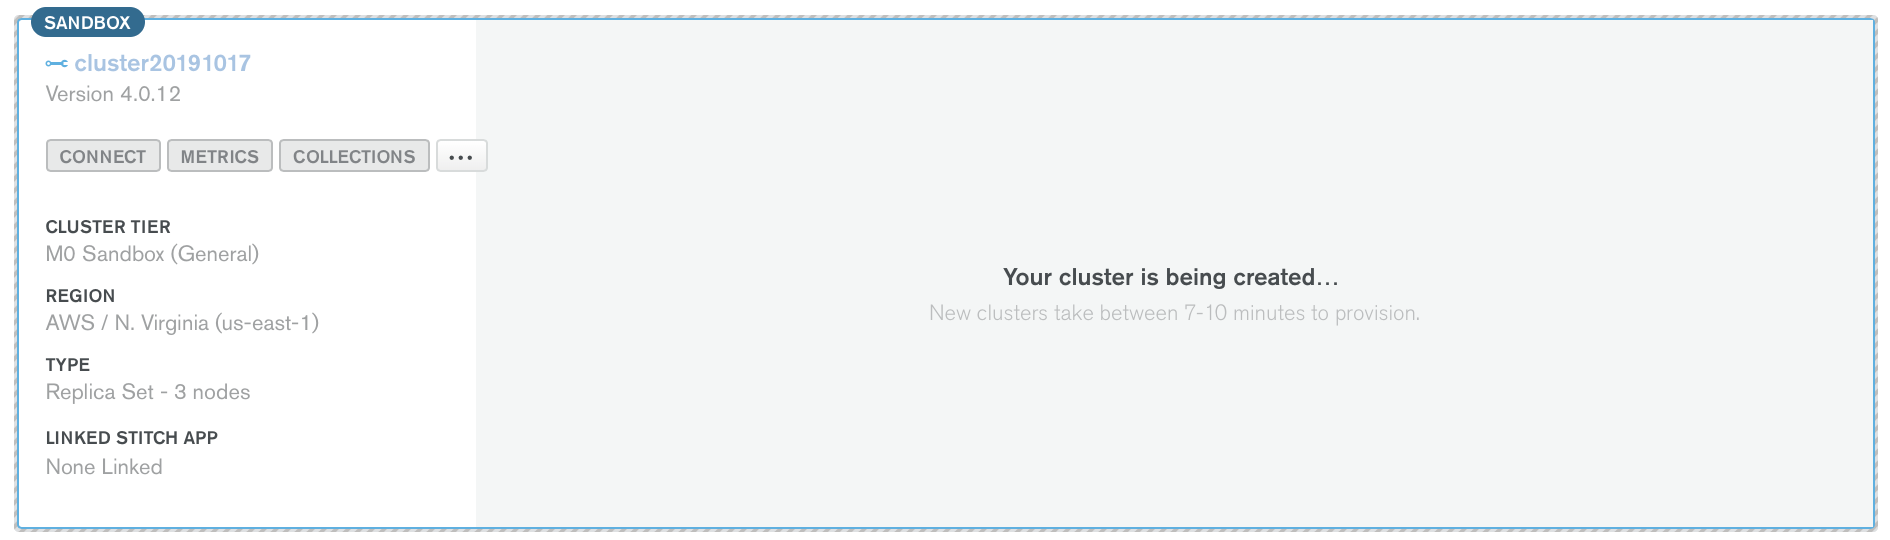 SANDBOX
cluster20191017
Version 4.0.12
CONNECT METRICS COLLECTIONS ...
CLUSTER TIER
M0 Sandbox (General)
REGION
AWS / N. Virginia (us-east-1)
TYPE
Replica Set - 3 nodes
LINKED STITCH APP
None Linked
Your cluster is being created...
New clusters take between 7-10 minutes to provision.